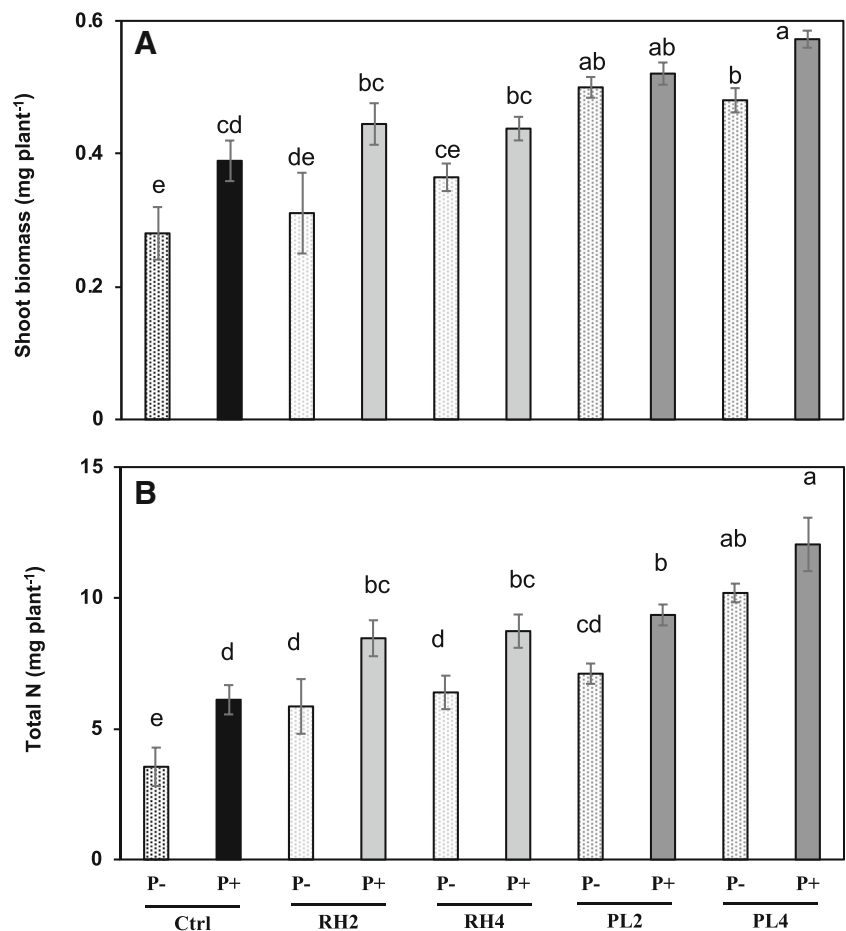 A
Shoot biomass (mg plant⁻¹)
0.6
0.4
0.2
0
e
cd
de
bc
ce
bc
ab
ab
b
a
B
Total N (mg plant⁻¹)
15
10
5
0
e
d
d
bc
d
bc
cd
b
ab
a
P- P+ P- P+ P- P+ P- P+ P- P+
Ctrl RH2 RH4 PL2 PL4